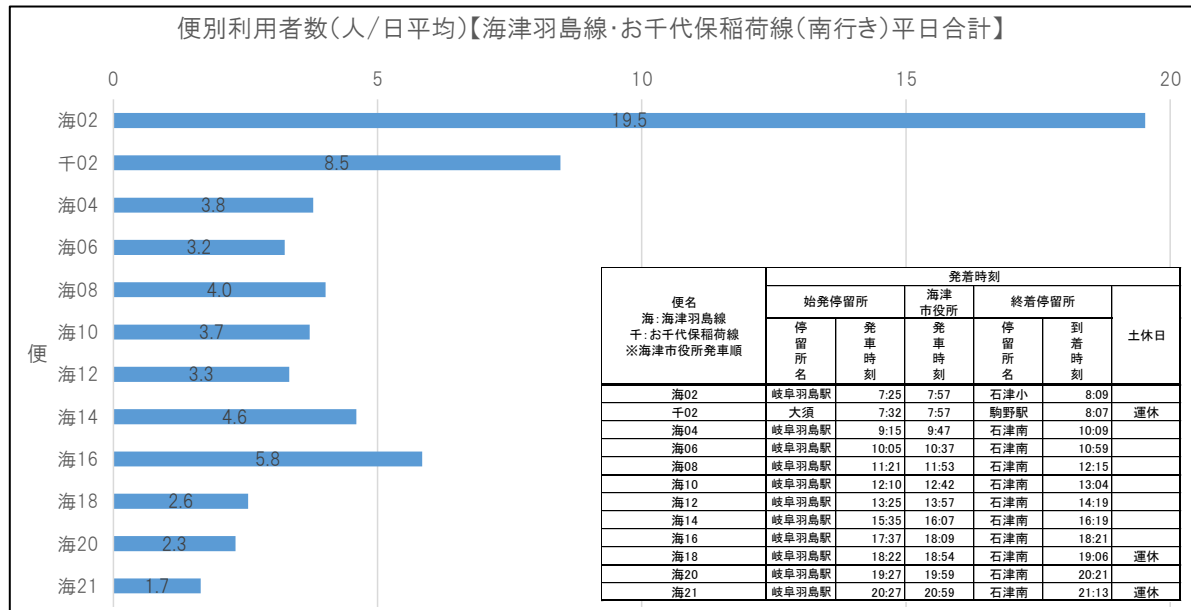 便別利用者数(人/日平均)【海津羽島線・お千代保稲荷線(南行き)平日合計】
0 5 10 15 20
海02 19.5
千02 8.5
海04 3.8
海06 3.2
海08 4.0
海10 3.7
海12 3.3
海14 4.6
海16 5.8
海18 2.6
海20 2.3
海21 1.7
便
発着時刻
便名
海:海津羽島線
千:お千代保稲荷線
※海津市役所発車順
始発停留所 海津市役所 終着停留所 土休日
停留所名 発車時刻 発車時刻 停留所名 到着時刻
海02 岐阜羽島駅 7:25 7:57 石津小 8:09
千02 大須 7:32 7:57 駒野駅 8:07 運休
海04 岐阜羽島駅 9:15 9:47 石津南 10:09
海06 岐阜羽島駅 10:05 10:37 石津南 10:59
海08 岐阜羽島駅 11:21 11:53 石津南 12:15
海10 岐阜羽島駅 12:10 12:42 石津南 13:04
海12 岐阜羽島駅 13:25 13:57 石津南 14:19
海14 岐阜羽島駅 15:35 16:07 石津南 16:19
海16 岐阜羽島駅 17:37 18:09 石津南 18:21
海18 岐阜羽島駅 18:22 18:54 石津南 19:06 運休
海20 岐阜羽島駅 19:27 19:59 石津南 20:21
海21 岐阜羽島駅 20:27 20:59 石津南 21:13 運休